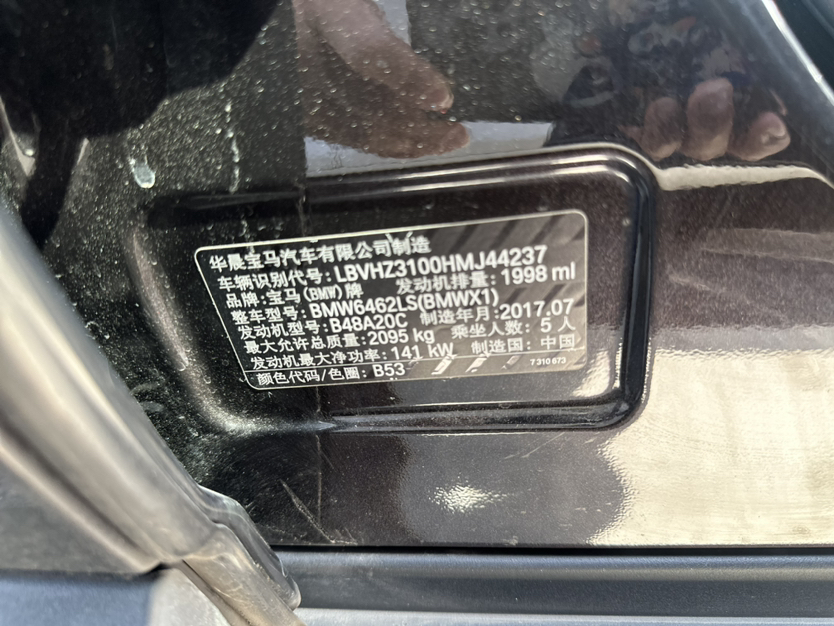 华晨宝马汽车有限公司制造
车辆识别代号: LBVHZ3100HMJ44237
品牌: 宝马(BMW)牌 发动机排量: 1998 ml
整车型号: BMW6462LS(BMWX1)
发动机型号: B48A20C 制造年月: 2017.07
最大允许总质量: 2095 kg 乘坐人数: 5 人
发动机最大净功率: 141 kW 制造国: 中国
颜色代码/色圈: B53 7 310 673